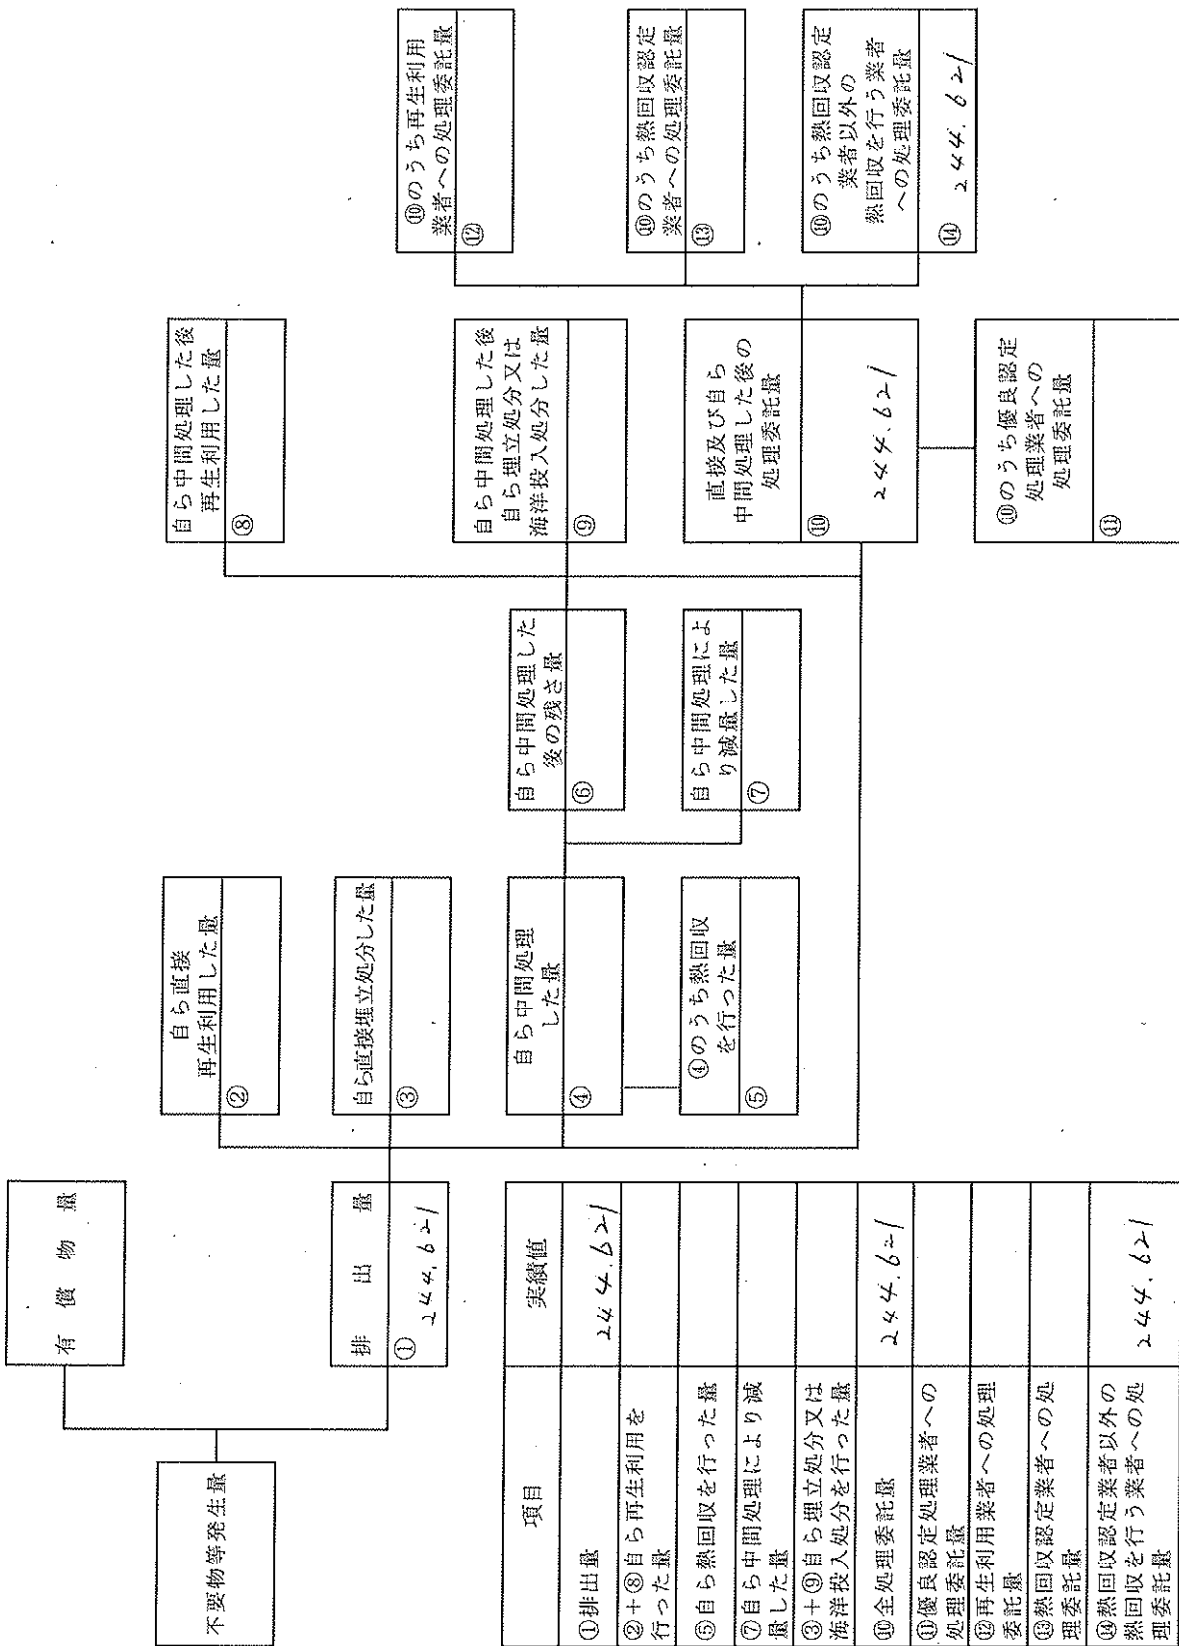 不要物等発生量
有償物量
排出量
①
244.621
自ら直接
再生利用した量
②
自ら直接埋立処分した量
③
自ら中間処理
した量
④
④のうち熱回収
を行った量
⑤
自ら中間処理した
後の残さ量
⑥
自ら中間処理によ
り減量した量
⑦
自ら中間処理した後
再生利用した量
⑧
自ら中間処理した後
自ら埋立処分又は
海洋投入処分した量
⑨
直接及び自ら
中間処理した後の
処理委託量
⑩
244.621
⑩のうち優良認定
処理業者への
処理委託量
⑪
⑩のうち再生利用
業者への処理委託量
⑫
⑩のうち熱回収認定
業者への処理委託量
⑬
⑩のうち熱回収認定
業者以外の
熱回収を行う業者
への処理委託量
⑭
244.621
項目 実績値
①排出量 244.621
②+⑧自ら再生利用を
行った量
⑤自ら熱回収を行った量
⑦自ら中間処理により減
量した量
③+⑨自ら埋立処分又は
海洋投入処分を行った量
⑩全処理委託量 244.621
⑪優良認定処理業者への
処理委託量
⑫再生利用業者への処理
委託量
⑬熱回収認定業者への処
理委託量
⑭熱回収認定業者以外の
熱回収を行う業者への処
理委託量 244.621